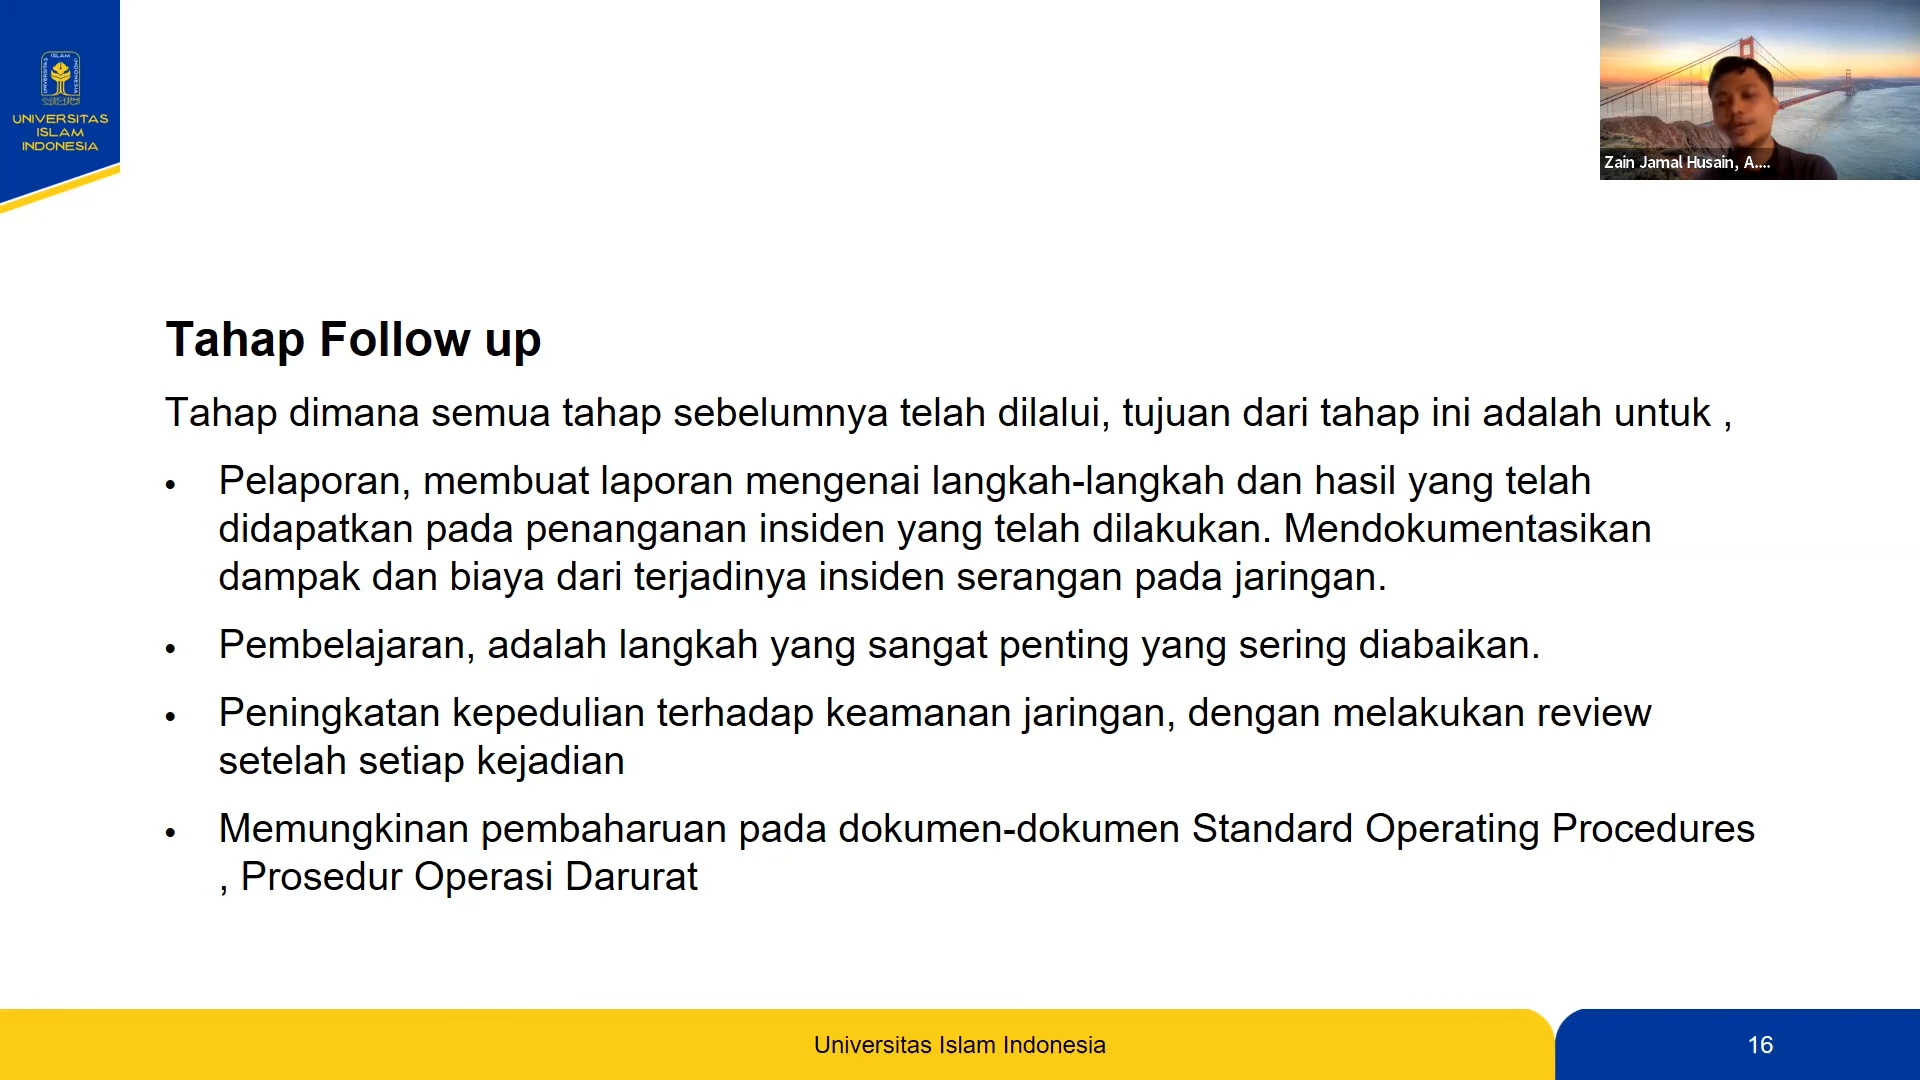 ISLAM
UNIVERSITAS
INDONESIA
UNIVERSITAS
ISLAM
INDONESIA
Zain Jamal Husain, A....
Tahap Follow up
Tahap dimana semua tahap sebelumnya telah dilalui, tujuan dari tahap ini adalah untuk ,
• Pelaporan, membuat laporan mengenai langkah-langkah dan hasil yang telah
didapatkan pada penanganan insiden yang telah dilakukan. Mendokumentasikan
dampak dan biaya dari terjadinya insiden serangan pada jaringan.
• Pembelajaran, adalah langkah yang sangat penting yang sering diabaikan.
• Peningkatan kepedulian terhadap keamanan jaringan, dengan melakukan review
setelah setiap kejadian
• Memungkinan pembaharuan pada dokumen-dokumen Standard Operating Procedures
, Prosedur Operasi Darurat
Universitas Islam Indonesia
16